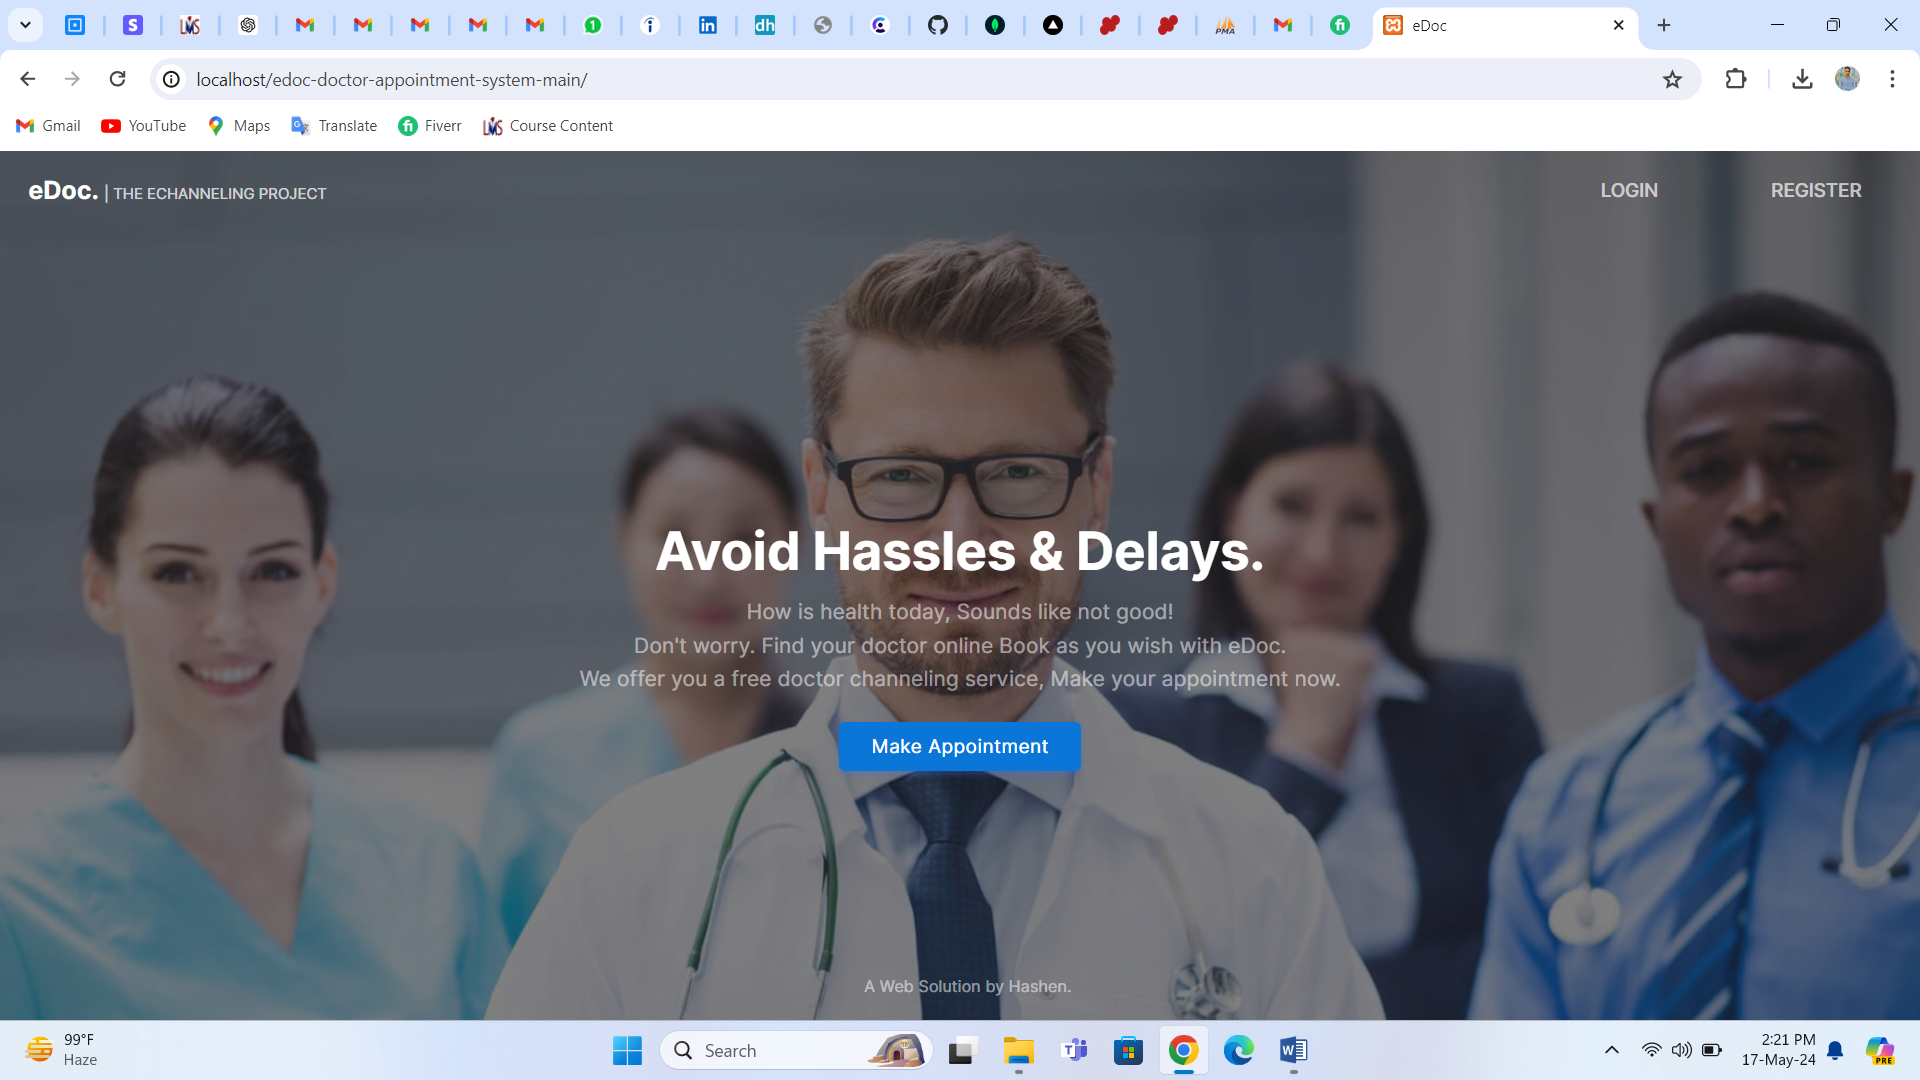 eDoc
localhost/edoc-doctor-appointment-system-main/
Gmail
YouTube
Maps
Translate
Fiverr
Course Content
eDoc. | THE ECHANNELING PROJECT
LOGIN
REGISTER
Avoid Hassles & Delays.
How is health today, Sounds like not good!
Don't worry. Find your doctor online Book as you wish with eDoc.
We offer you a free doctor channeling service, Make your appointment now.
Make Appointment
A Web Solution by Hashen.
99°F
Haze
Search
2:21 PM
17-May-24